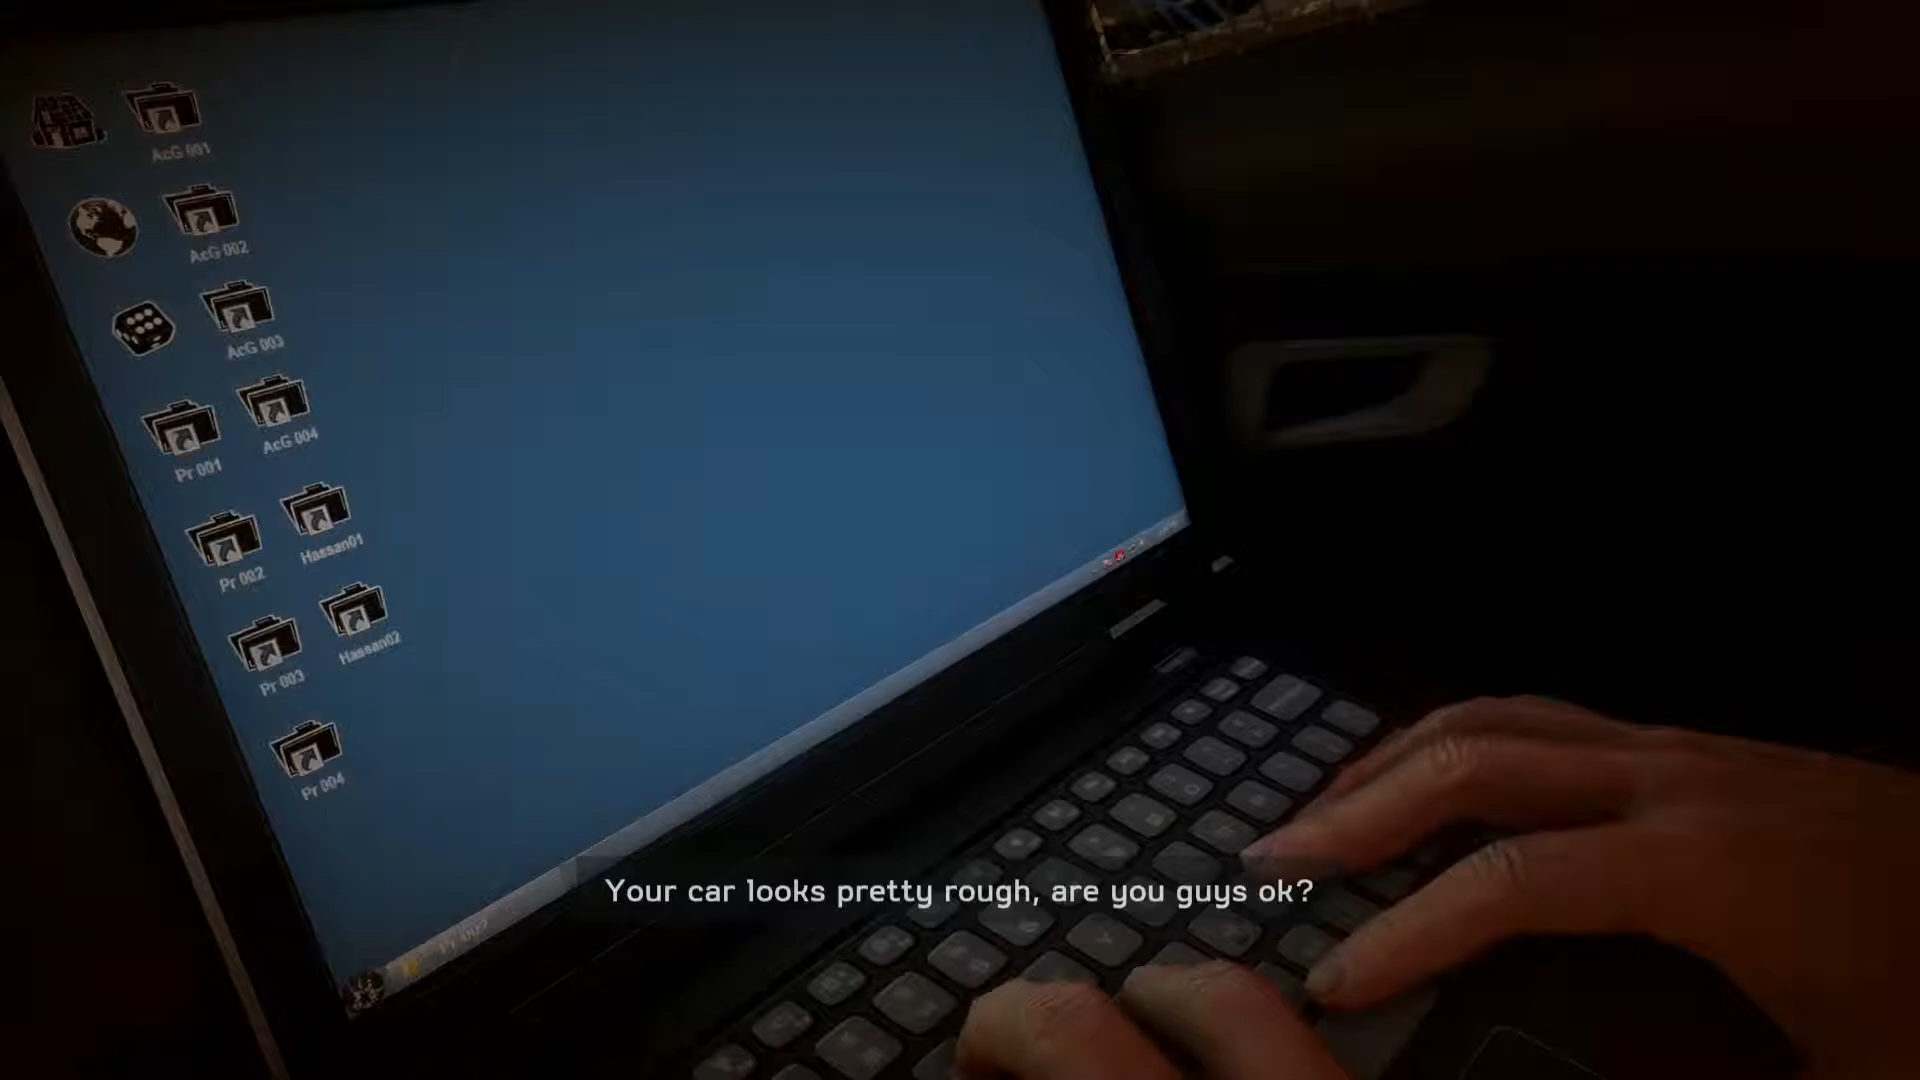 AcG 001
AcG 002
AcG 003
AcG 004
Pr 001
Hassan01
Pr 002
Hassan02
Pr 003
Pr 004
Your car looks pretty rough, are you guys ok?